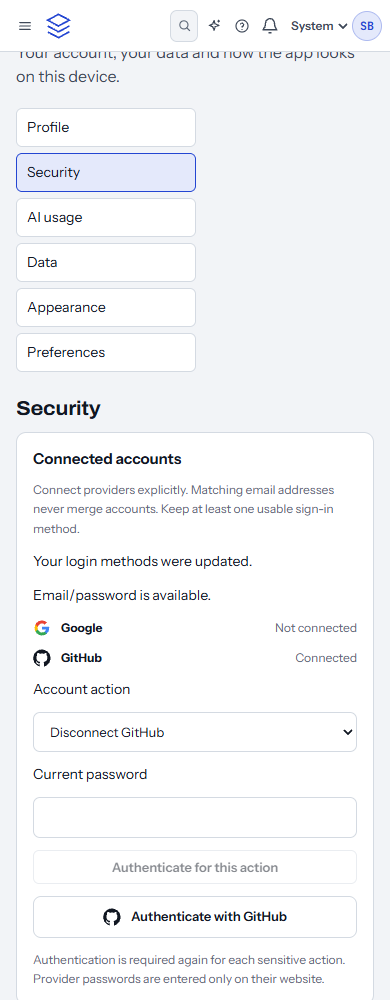 System
SB
Your account, your data and how the app looks
on this device.
Profile
Security
AI usage
Data
Appearance
Preferences
Security
Connected accounts
Connect providers explicitly. Matching email addresses
never merge accounts. Keep at least one usable sign-in
method.
Your login methods were updated.
Email/password is available.
Google Not connected
GitHub Connected
Account action
Disconnect GitHub
Current password
Authenticate for this action
Authenticate with GitHub
Authentication is required again for each sensitive action.
Provider passwords are entered only on their website.